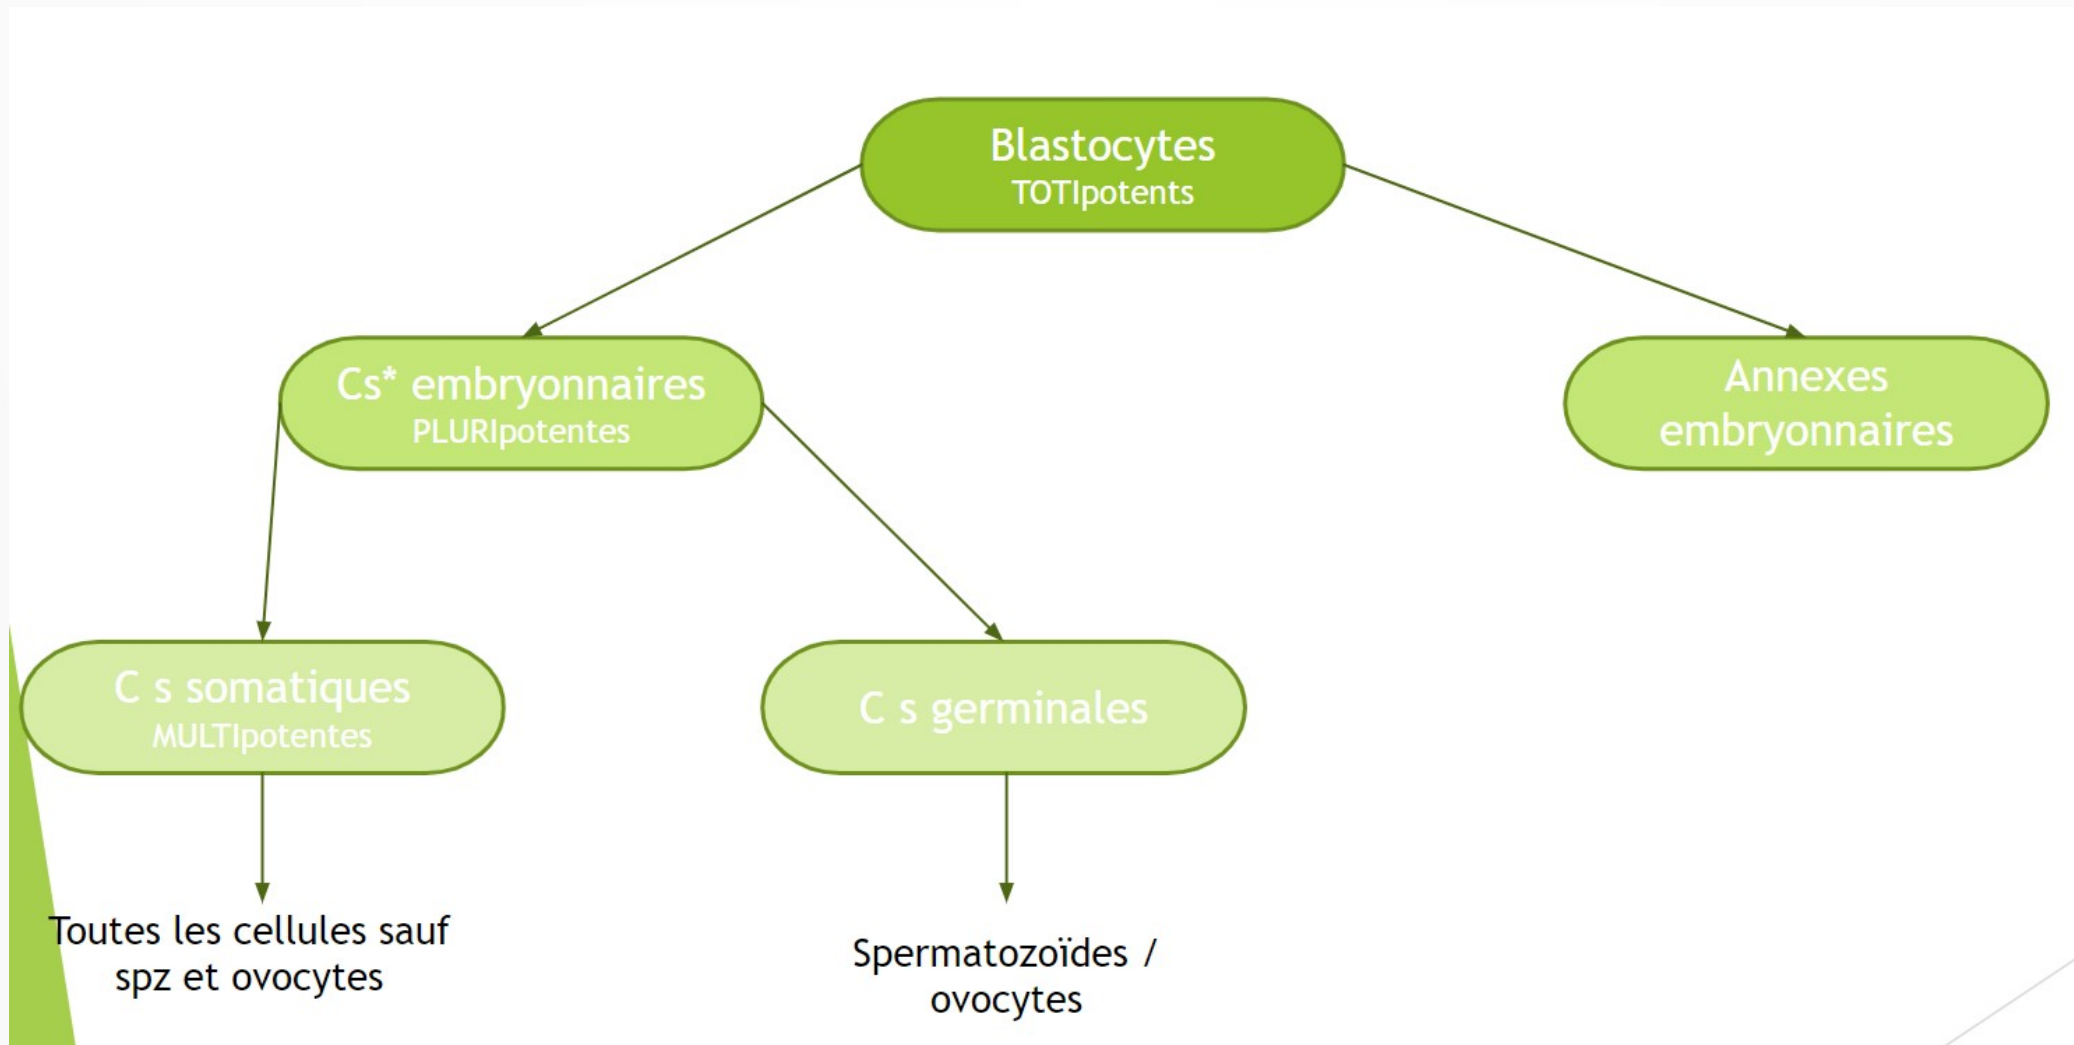 Blastocytes
TOTIpotents
Cs* embryonnaires
PLURIpotentes
Annexes
embryonnaires
C s somatiques
MULTIpotentes
C s germinales
Toutes les cellules sauf
spz et ovocytes
Spermatozoïdes /
ovocytes